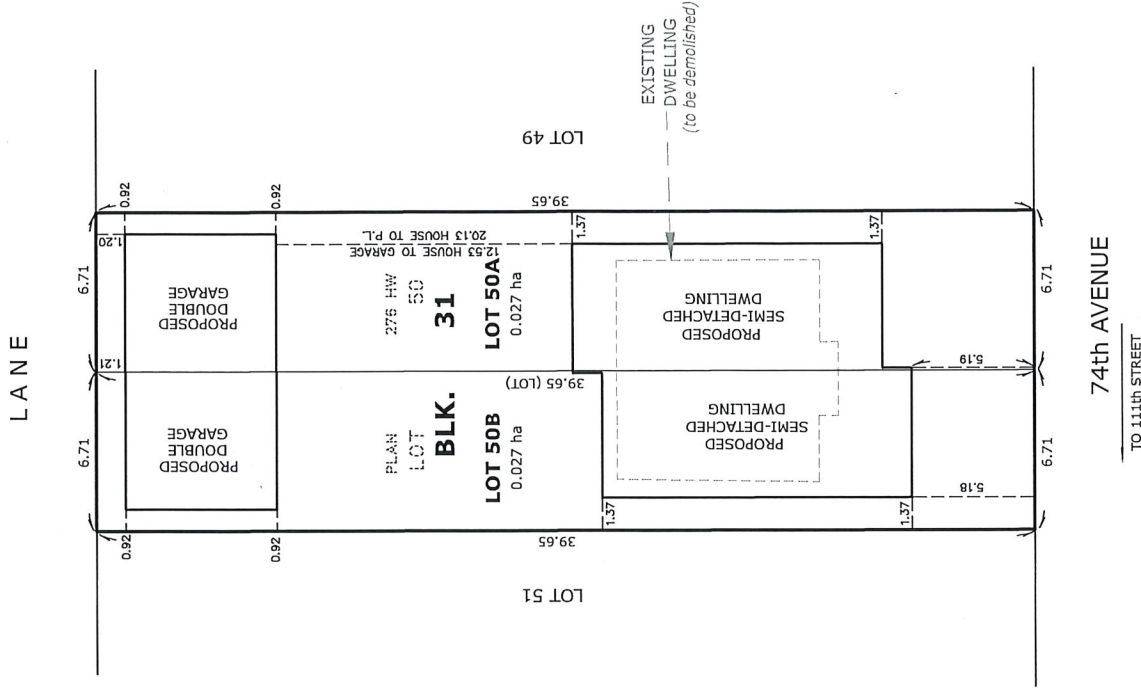 LANE
6.71
6.71
1.21
1.20
0.92
0.92
0.92
0.92
PROPOSED
DOUBLE
GARAGE
PROPOSED
DOUBLE
GARAGE
LOT 51
LOT 49
39.65
39.65 (LOT)
39.65
12.53 HOUSE TO GARAGE
20.13 HOUSE TO P.L.
PLAN 276 HW
LOT 50
BLK. 31
LOT 50B
0.027 ha
LOT 50A
0.027 ha
1.37
1.37
1.37
1.37
PROPOSED
SEMI-DETACHED
DWELLING
PROPOSED
SEMI-DETACHED
DWELLING
EXISTING
DWELLING
(to be demolished)
5.18
5.19
6.71
6.71
74th AVENUE
TO 111th STREET